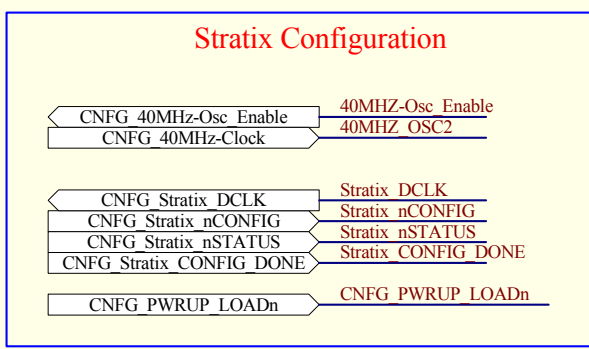 Stratix Configuration
CNFG_40MHz-Osc_Enable 40MHZ-Osc_Enable
CNFG_40MHz-Clock 40MHZ_OSC2
CNFG_Stratix_DCLK Stratix_DCLK
CNFG_Stratix_nCONFIG Stratix_nCONFIG
CNFG_Stratix_nSTATUS Stratix_nSTATUS
CNFG_Stratix_CONFIG_DONE Stratix_CONFIG_DONE
CNFG_PWRUP_LOADn CNFG_PWRUP_LOADn